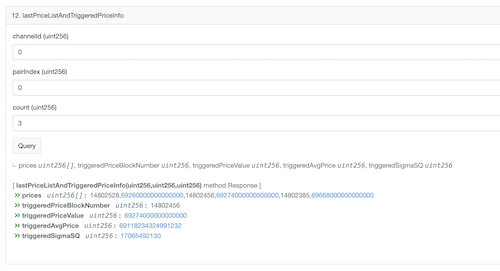 12. lastPriceListAndTriggeredPriceInfo
channelId (uint256)
0
pairIndex (uint256)
0
count (uint256)
3
Query
prices uint256[], triggeredPriceBlockNumber uint256, triggeredPriceValue uint256, triggeredAvgPrice uint256, triggeredSigmaSQ uint256
[ lastPriceListAndTriggeredPriceInfo(uint256,uint256,uint256) method Response ]
>> prices uint256[] : 14802528,69260000000000000,14802456,69274000000000000,14802385,69668000000000000
>> triggeredPriceBlockNumber uint256 : 14802456
>> triggeredPriceValue uint256 : 69274000000000000
>> triggeredAvgPrice uint256 : 69118234324991232
>> triggeredSigmaSQ uint256 : 17065492130